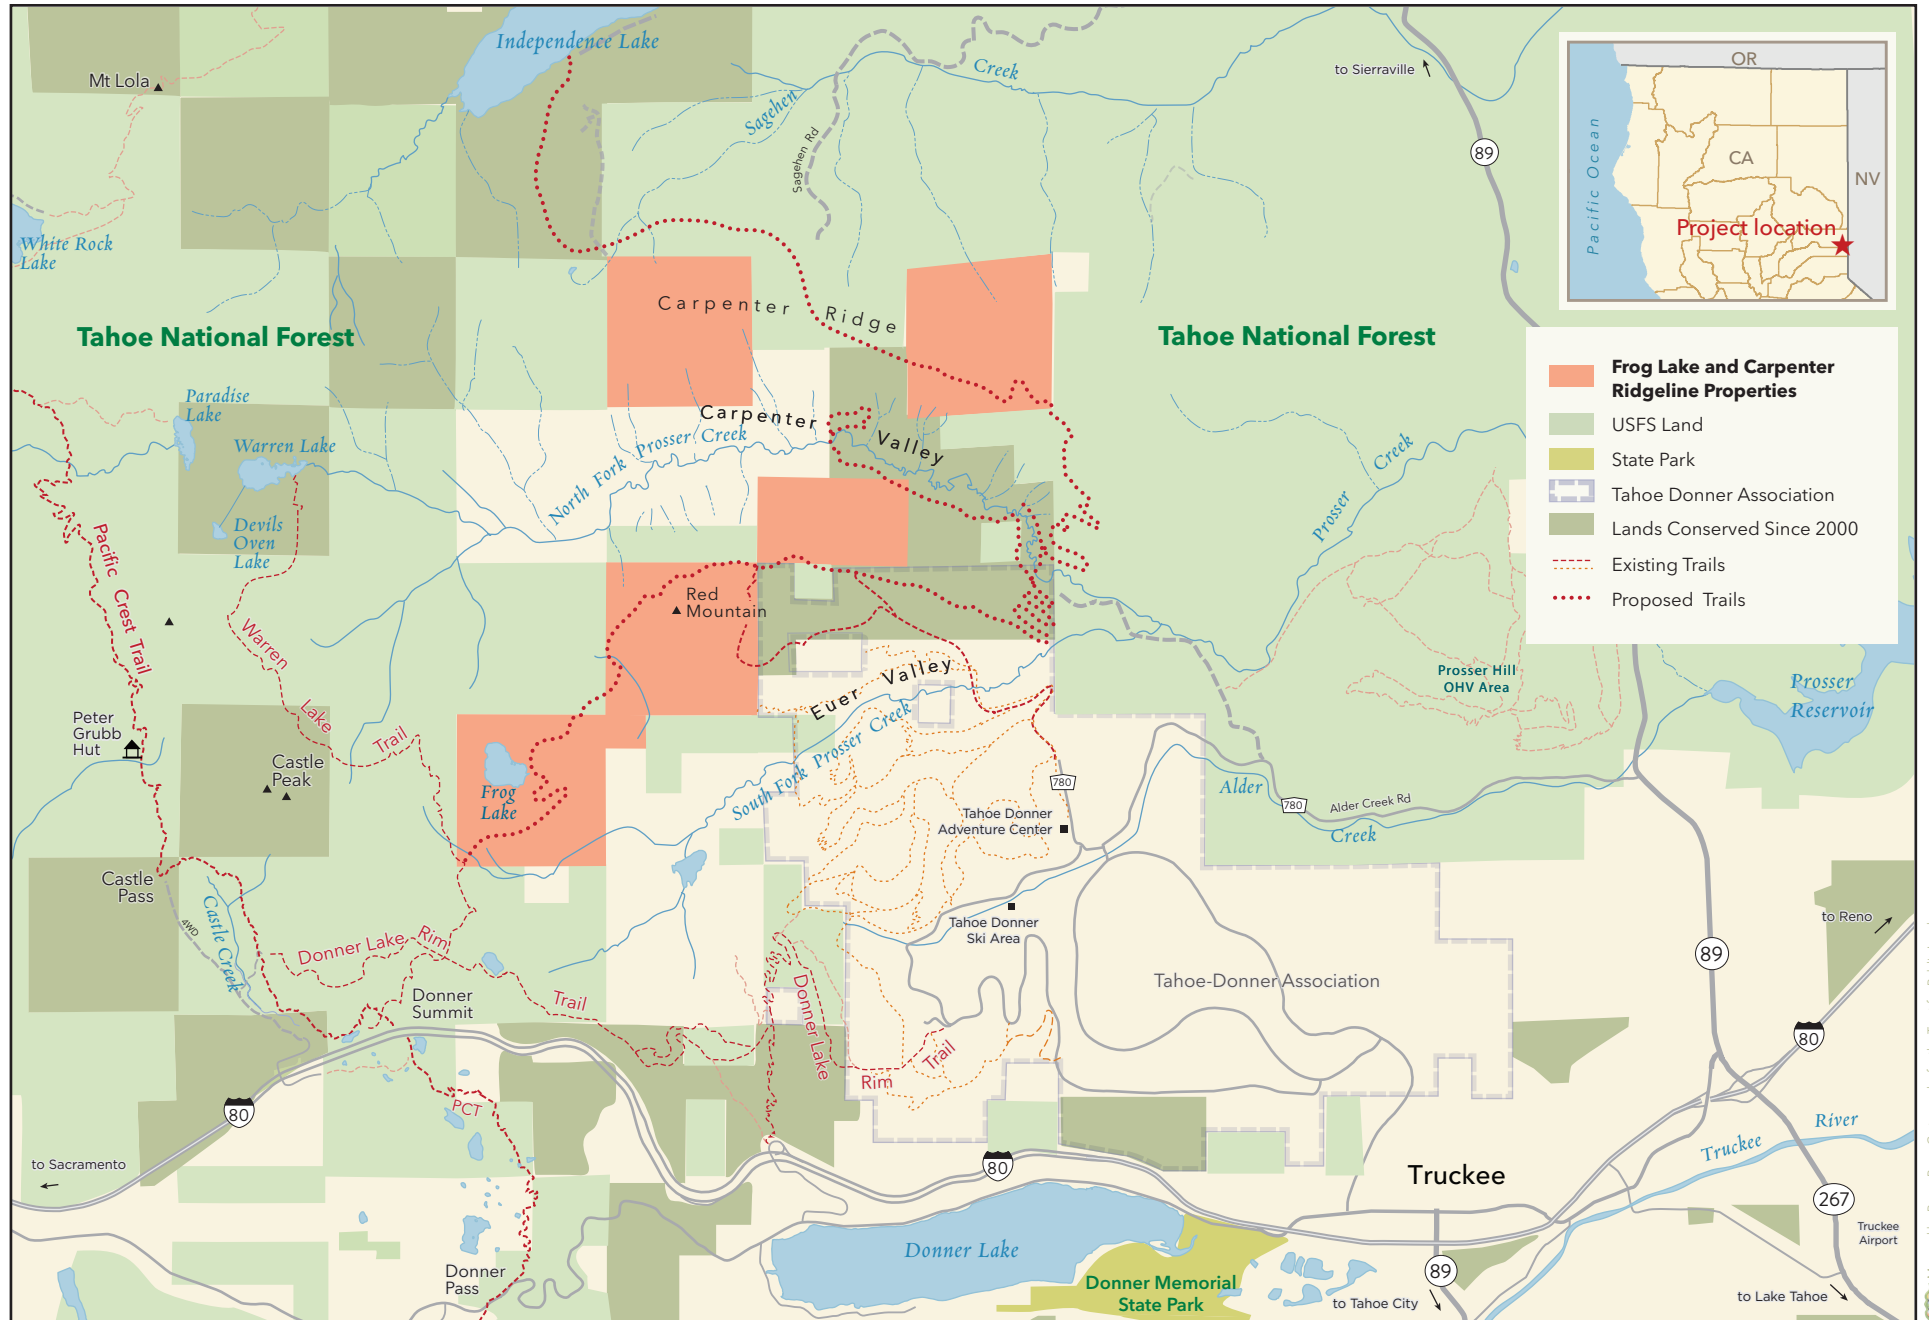 Independence Lake
Mt Lola
Sagehen
Creek
Sagehen Rd
to Sierraville
89
OR
CA
NV
Pacific Ocean
Project location
White Rock
Lake
Tahoe National Forest
Carpenter Ridge
Tahoe National Forest
Frog Lake and Carpenter
Ridgeline Properties
USFS Land
State Park
Tahoe Donner Association
Lands Conserved Since 2000
Existing Trails
Proposed Trails
Paradise
Lake
Warren Lake
Devils
Oven
Lake
Carpenter
Valley
North Fork Prosser Creek
Prosser
Creek
Pacific Crest Trail
Warren
Lake
Trail
Red
Mountain
Euer Valley
South Fork Prosser Creek
Prosser Hill
OHV Area
Prosser
Reservoir
Peter
Grubb
Hut
Castle
Peak
Frog
Lake
780
Alder
Creek
780
Alder Creek Rd
Tahoe Donner
Adventure Center
Tahoe Donner
Ski Area
Castle
Pass
4WD
Castle Creek
Donner Lake
Rim
Trail
Donner
Summit
Donner Lake
Rim
Trail
Tahoe-Donner Association
to Reno
89
80
80
PCT
80
to Sacramento
Truckee
Truckee
River
267
Truckee
Airport
Donner Lake
Donner Memorial
State Park
Donner
Pass
89
to Tahoe City
to Lake Tahoe